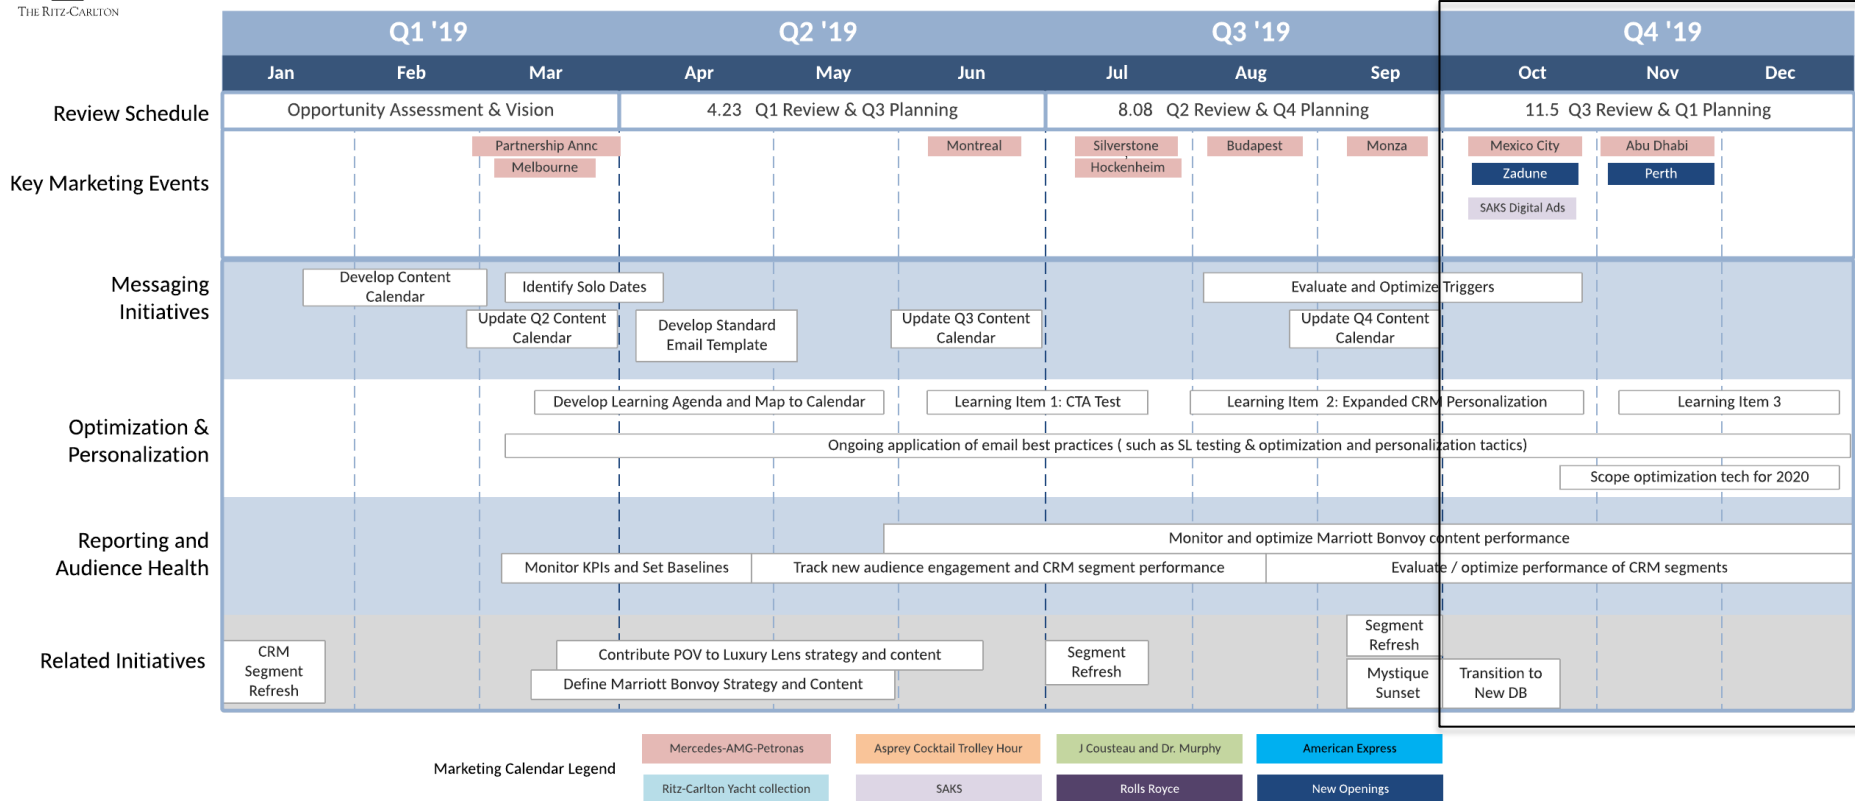 THE RITZ-CARLTON
Q1 '19
Q2 '19
Q3 '19
Q4 '19
Jan
Feb
Mar
Apr
May
Jun
Jul
Aug
Sep
Oct
Nov
Dec
Review Schedule
Opportunity Assessment & Vision
4.23 Q1 Review & Q3 Planning
8.08 Q2 Review & Q4 Planning
11.5 Q3 Review & Q1 Planning
Key Marketing Events
Partnership Annc
Melbourne
Montreal
Silverstone
Hockenheim
Budapest
Monza
Mexico City
Abu Dhabi
Zadune
Perth
SAKS Digital Ads
Messaging
Initiatives
Develop Content
Calendar
Identify Solo Dates
Evaluate and Optimize Triggers
Update Q2 Content
Calendar
Develop Standard
Email Template
Update Q3 Content
Calendar
Update Q4 Content
Calendar
Optimization &
Personalization
Develop Learning Agenda and Map to Calendar
Learning Item 1: CTA Test
Learning Item 2: Expanded CRM Personalization
Learning Item 3
Ongoing application of email best practices ( such as SL testing & optimization and personalization tactics)
Scope optimization tech for 2020
Reporting and
Audience Health
Monitor and optimize Marriott Bonvoy content performance
Monitor KPIs and Set Baselines
Track new audience engagement and CRM segment performance
Evaluate / optimize performance of CRM segments
Related Initiatives
CRM
Segment
Refresh
Contribute POV to Luxury Lens strategy and content
Define Marriott Bonvoy Strategy and Content
Segment
Refresh
Segment
Refresh
Mystique
Sunset
Transition to
New DB
Marketing Calendar Legend
Mercedes-AMG-Petronas
Asprey Cocktail Trolley Hour
J Cousteau and Dr. Murphy
American Express
Ritz-Carlton Yacht collection
SAKS
Rolls Royce
New Openings